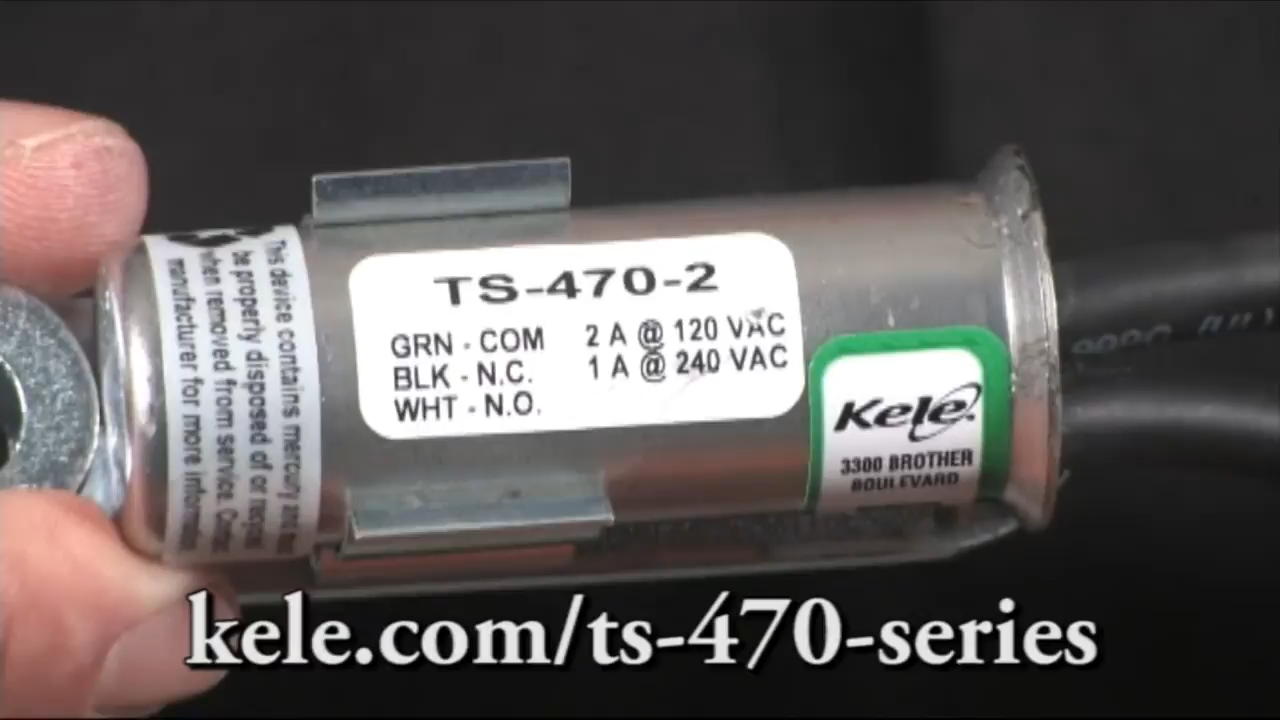 This device contains mercury and must
be properly disposed of or recycled
when removed from service. Contact
manufacturer for more information
TS-470-2
GRN - COM 2 A @ 120 VAC
BLK - N.C. 1 A @ 240 VAC
WHT - N.O.
Kele
3300 BROTHER
BOULEVARD
kele.com/ts-470-series